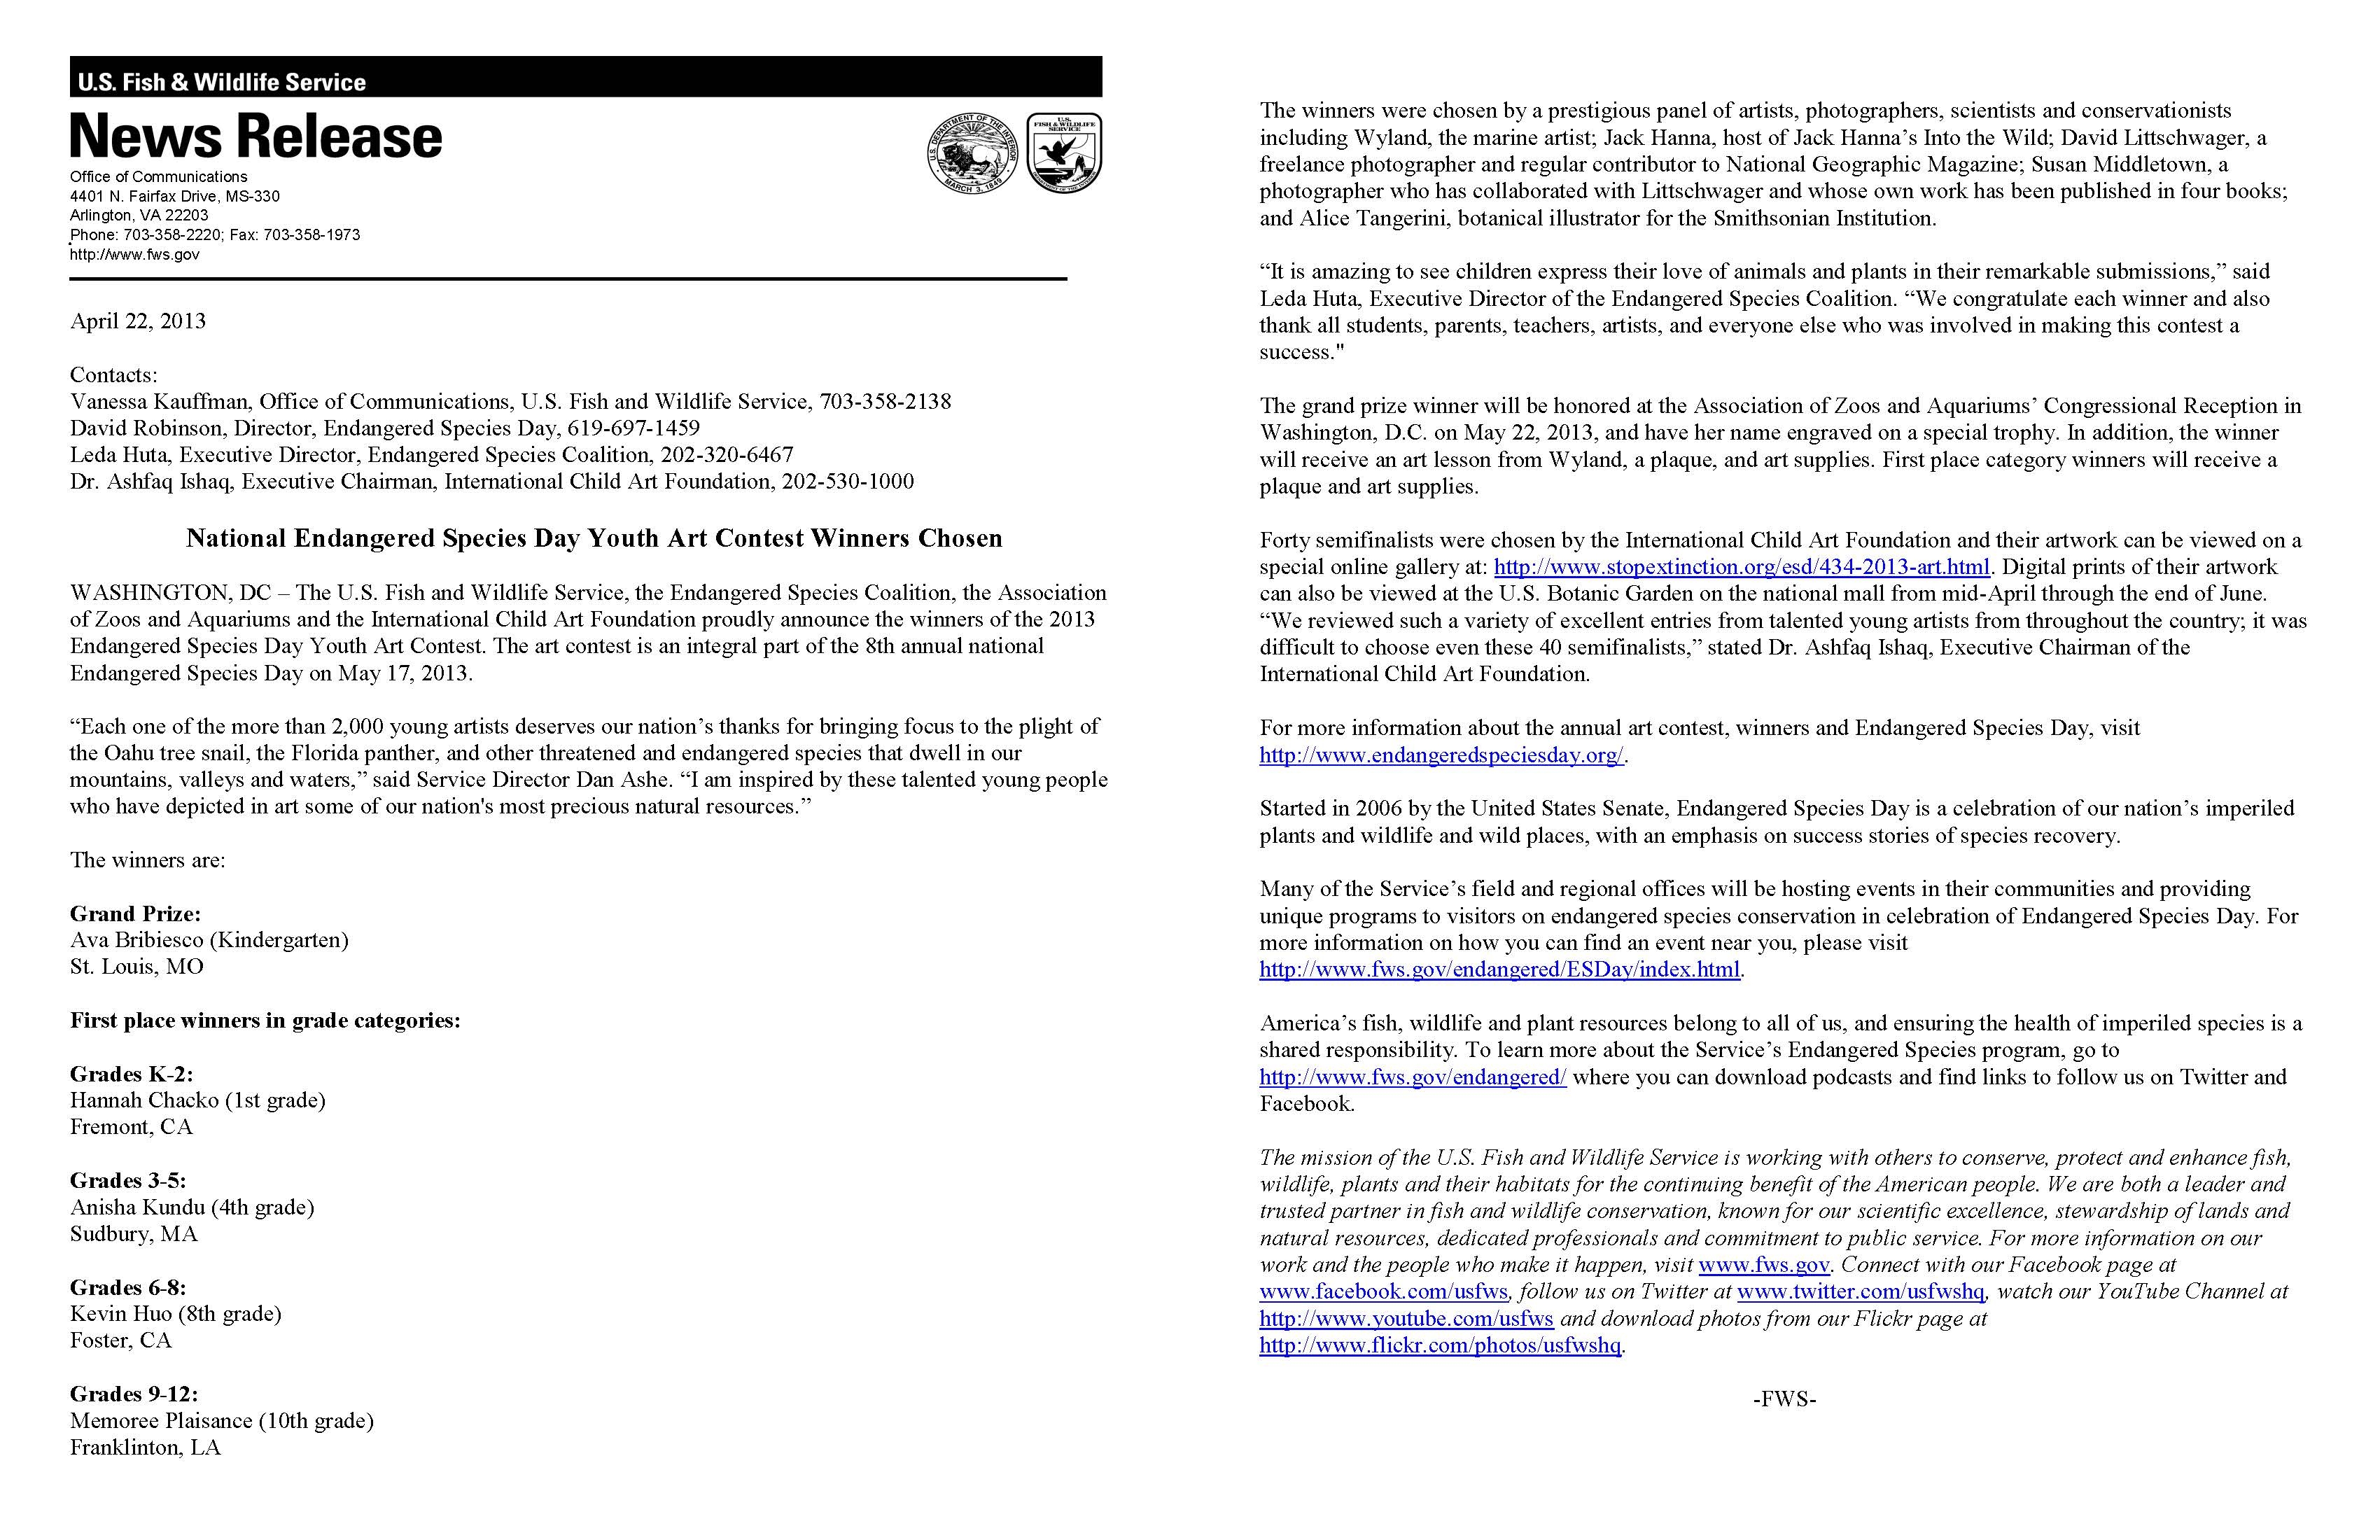 U.S. Fish & Wildlife Service
News Release
U.S. DEPARTMENT OF THE INTERIOR
MARCH 3, 1849
U.S.
FISH & WILDLIFE
SERVICE
DEPARTMENT OF THE INTERIOR
Office of Communications
4401 N. Fairfax Drive, MS-330
Arlington, VA 22203
Phone: 703-358-2220; Fax: 703-358-1973
http://www.fws.gov
April 22, 2013
Contacts:
Vanessa Kauffman, Office of Communications, U.S. Fish and Wildlife Service, 703-358-2138
David Robinson, Director, Endangered Species Day, 619-697-1459
Leda Huta, Executive Director, Endangered Species Coalition, 202-320-6467
Dr. Ashfaq Ishaq, Executive Chairman, International Child Art Foundation, 202-530-1000
National Endangered Species Day Youth Art Contest Winners Chosen
WASHINGTON, DC – The U.S. Fish and Wildlife Service, the Endangered Species Coalition, the Association
of Zoos and Aquariums and the International Child Art Foundation proudly announce the winners of the 2013
Endangered Species Day Youth Art Contest. The art contest is an integral part of the 8th annual national
Endangered Species Day on May 17, 2013.
“Each one of the more than 2,000 young artists deserves our nation’s thanks for bringing focus to the plight of
the Oahu tree snail, the Florida panther, and other threatened and endangered species that dwell in our
mountains, valleys and waters,” said Service Director Dan Ashe. “I am inspired by these talented young people
who have depicted in art some of our nation's most precious natural resources.”
The winners are:
Grand Prize:
Ava Bribiesco (Kindergarten)
St. Louis, MO
First place winners in grade categories:
Grades K-2:
Hannah Chacko (1st grade)
Fremont, CA
Grades 3-5:
Anisha Kundu (4th grade)
Sudbury, MA
Grades 6-8:
Kevin Huo (8th grade)
Foster, CA
Grades 9-12:
Memoree Plaisance (10th grade)
Franklinton, LA
The winners were chosen by a prestigious panel of artists, photographers, scientists and conservationists
including Wyland, the marine artist; Jack Hanna, host of Jack Hanna’s Into the Wild; David Littschwager, a
freelance photographer and regular contributor to National Geographic Magazine; Susan Middletown, a
photographer who has collaborated with Littschwager and whose own work has been published in four books;
and Alice Tangerini, botanical illustrator for the Smithsonian Institution.
“It is amazing to see children express their love of animals and plants in their remarkable submissions,” said
Leda Huta, Executive Director of the Endangered Species Coalition. “We congratulate each winner and also
thank all students, parents, teachers, artists, and everyone else who was involved in making this contest a
success."
The grand prize winner will be honored at the Association of Zoos and Aquariums’ Congressional Reception in
Washington, D.C. on May 22, 2013, and have her name engraved on a special trophy. In addition, the winner
will receive an art lesson from Wyland, a plaque, and art supplies. First place category winners will receive a
plaque and art supplies.
Forty semifinalists were chosen by the International Child Art Foundation and their artwork can be viewed on a
special online gallery at: http://www.stopextinction.org/esd/434-2013-art.html. Digital prints of their artwork
can also be viewed at the U.S. Botanic Garden on the national mall from mid-April through the end of June.
“We reviewed such a variety of excellent entries from talented young artists from throughout the country; it was
difficult to choose even these 40 semifinalists,” stated Dr. Ashfaq Ishaq, Executive Chairman of the
International Child Art Foundation.
For more information about the annual art contest, winners and Endangered Species Day, visit
http://www.endangeredspeciesday.org/.
Started in 2006 by the United States Senate, Endangered Species Day is a celebration of our nation’s imperiled
plants and wildlife and wild places, with an emphasis on success stories of species recovery.
Many of the Service’s field and regional offices will be hosting events in their communities and providing
unique programs to visitors on endangered species conservation in celebration of Endangered Species Day. For
more information on how you can find an event near you, please visit
http://www.fws.gov/endangered/ESDay/index.html.
America’s fish, wildlife and plant resources belong to all of us, and ensuring the health of imperiled species is a
shared responsibility. To learn more about the Service’s Endangered Species program, go to
http://www.fws.gov/endangered/ where you can download podcasts and find links to follow us on Twitter and
Facebook.
The mission of the U.S. Fish and Wildlife Service is working with others to conserve, protect and enhance fish,
wildlife, plants and their habitats for the continuing benefit of the American people. We are both a leader and
trusted partner in fish and wildlife conservation, known for our scientific excellence, stewardship of lands and
natural resources, dedicated professionals and commitment to public service. For more information on our
work and the people who make it happen, visit www.fws.gov. Connect with our Facebook page at
www.facebook.com/usfws, follow us on Twitter at www.twitter.com/usfwshq, watch our YouTube Channel at
http://www.youtube.com/usfws and download photos from our Flickr page at
http://www.flickr.com/photos/usfwshq.
-FWS-